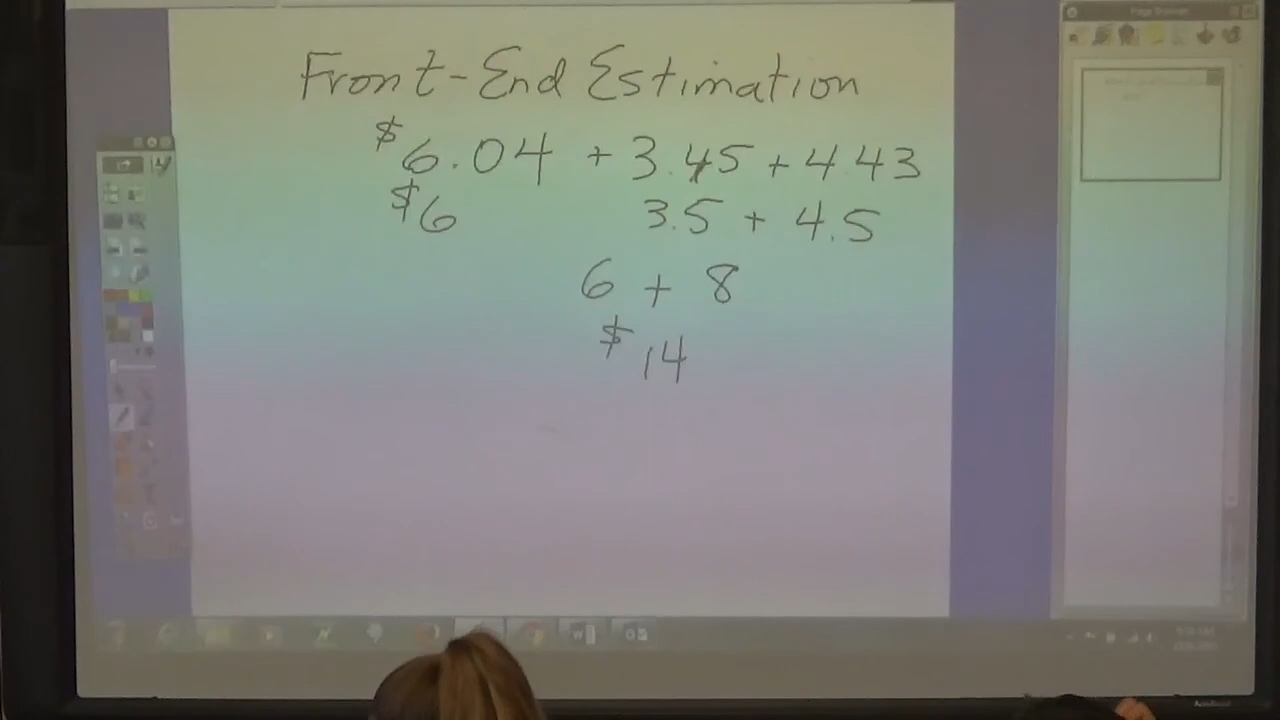 Front-End Estimation
$6.04 + 3.45 + 4.43
$6 3.5 + 4.5
6 + 8
$14